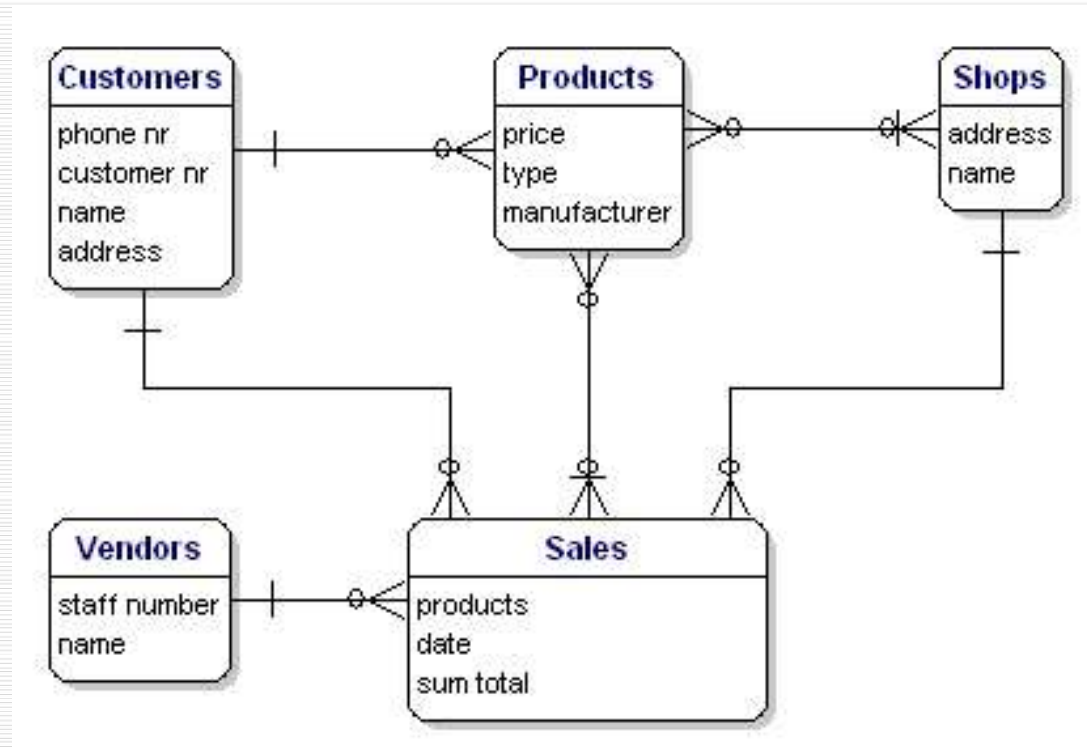 Customers
phone nr
customer nr
name
address
Products
price
type
manufacturer
Shops
address
name
Vendors
staff number
name
Sales
products
date
sum total